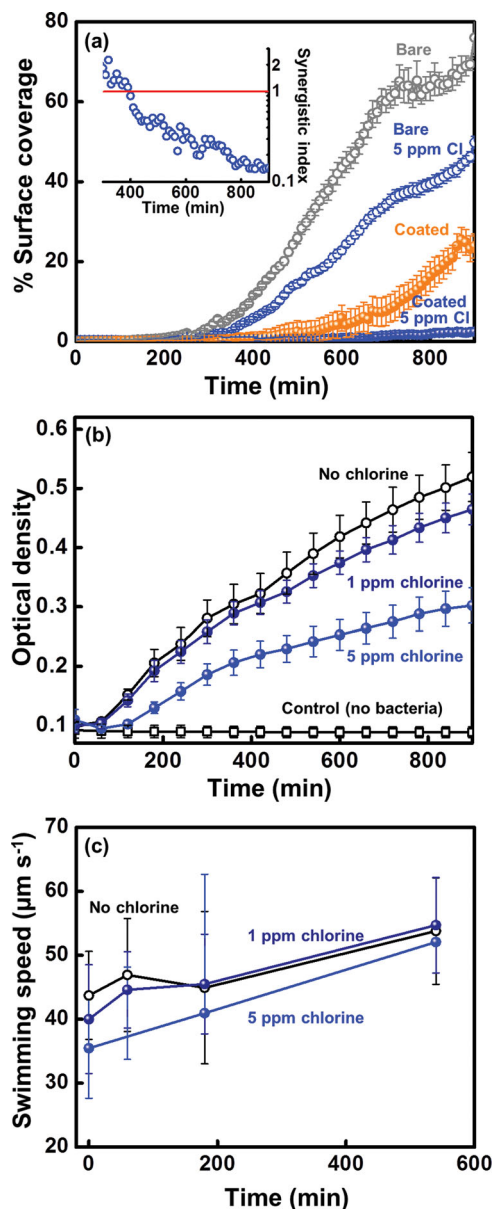 (a)
80
60
40
20
0
% Surface coverage
Bare
Bare
5 ppm Cl
Coated
Coated
5 ppm Cl
2
1
0.1
Synergistic index
400 600 800
Time (min)
0 200 400 600 800
Time (min)
(b)
0.6
0.5
0.4
0.3
0.2
0.1
Optical density
No chlorine
1 ppm chlorine
5 ppm chlorine
Control (no bacteria)
0 200 400 600 800
Time (min)
(c)
70
60
50
40
30
20
Swimming speed (µm s⁻¹)
No chlorine
1 ppm chlorine
5 ppm chlorine
0 200 400 600
Time (min)